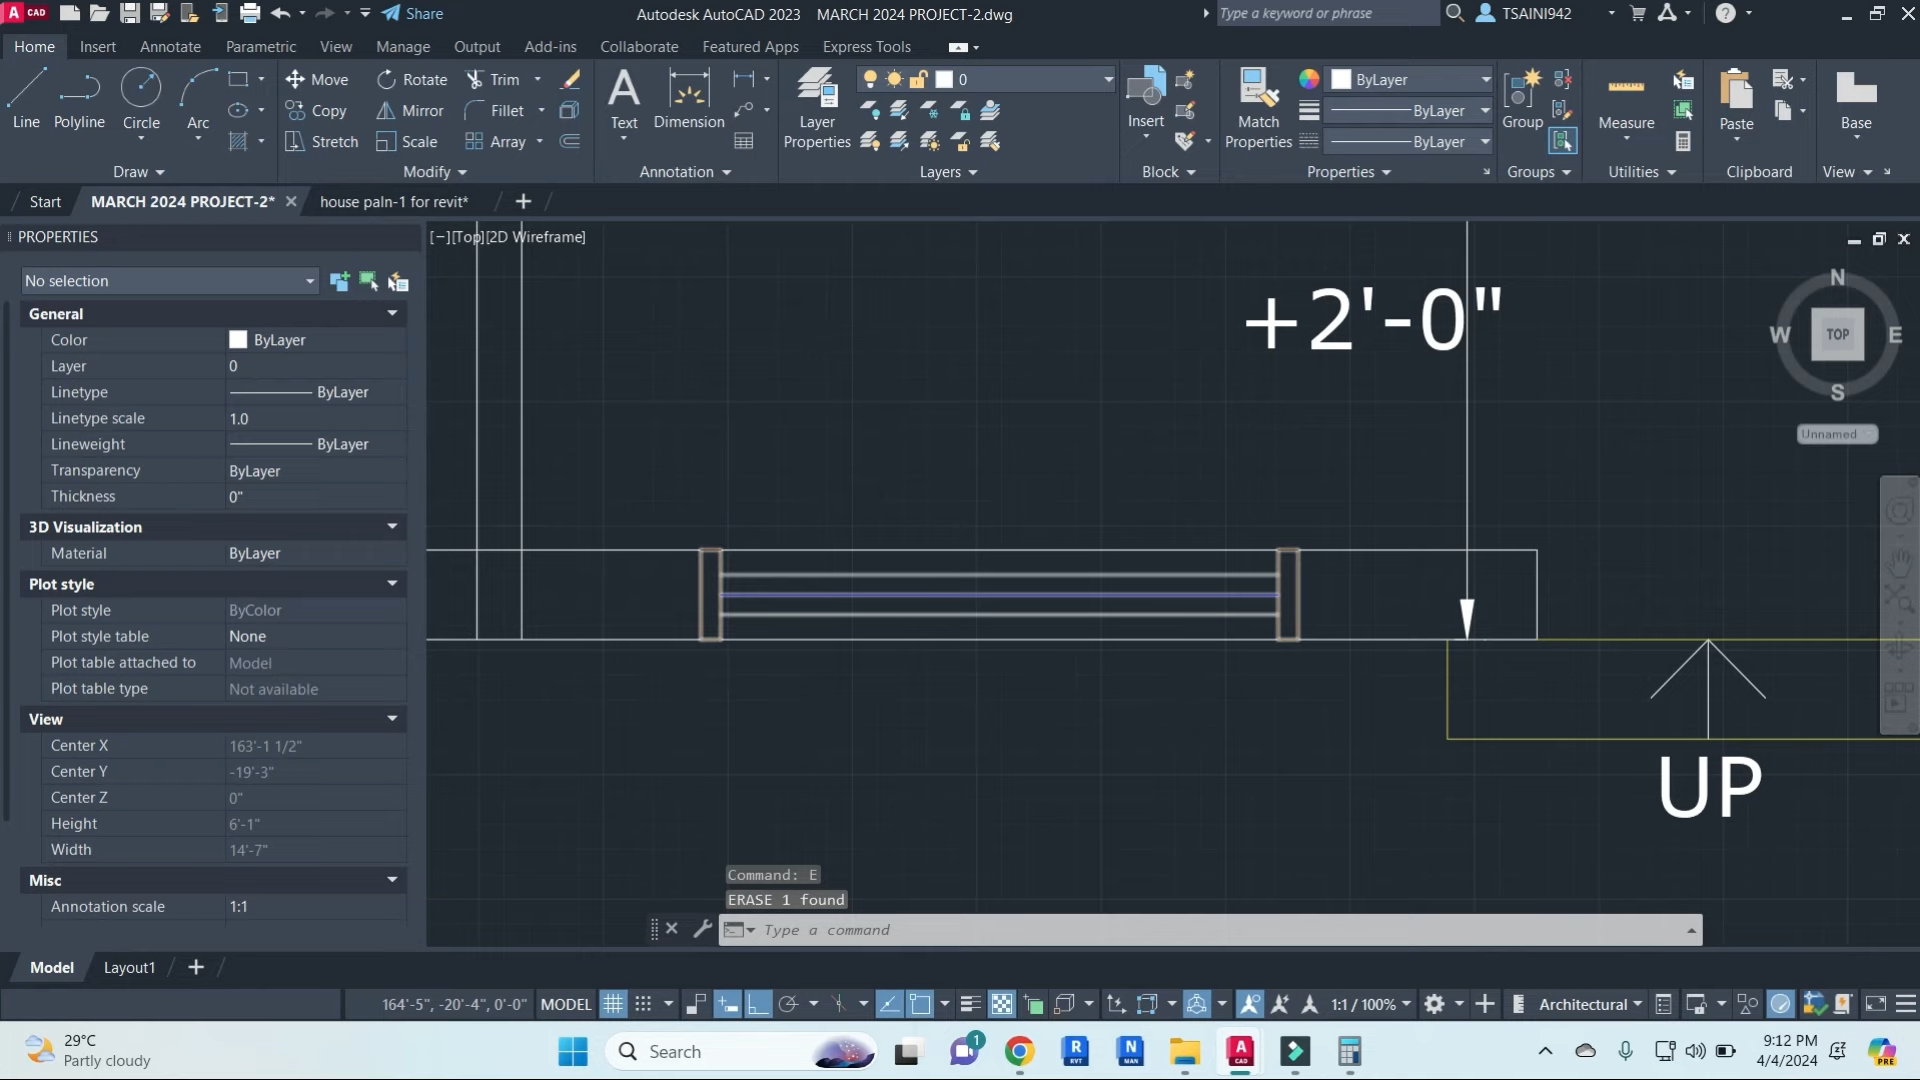 CAD
Share
Autodesk AutoCAD 2023 MARCH 2024 PROJECT-2.dwg
Type a keyword or phrase
TSAINI942
Home Insert Annotate Parametric View Manage Output Add-ins Collaborate Featured Apps Express Tools
Line Polyline Circle Arc
Move Rotate Trim
Copy Mirror Fillet
Stretch Scale Array
Text Dimension
Layer
Properties
0
Insert
Match
Properties
ByLayer
ByLayer
ByLayer
Group
Measure
Paste
Base
Draw Modify Annotation Layers Block Properties Groups Utilities Clipboard View
Start MARCH 2024 PROJECT-2* house paln-1 for revit*
PROPERTIES
[−][Top][2D Wireframe]
No selection
General
Color ByLayer
Layer 0
Linetype ByLayer
Linetype scale 1.0
Lineweight ByLayer
Transparency ByLayer
Thickness 0"
3D Visualization
Material ByLayer
Plot style
Plot style ByColor
Plot style table None
Plot table attached to Model
Plot table type Not available
View
Center X 163'-1 1/2"
Center Y -19'-3"
Center Z 0"
Height 6'-1"
Width 14'-7"
Misc
Annotation scale 1:1
+2'-0"
N
W TOP E
S
Unnamed
UP
Command: E
ERASE 1 found
Type a command
Model Layout1
164'-5", -20'-4", 0'-0" MODEL 1:1 / 100% Architectural
29°C
Partly cloudy
Search
1
R
RVT
N
MAN
A
CAD
9:12 PM
4/4/2024
PRE